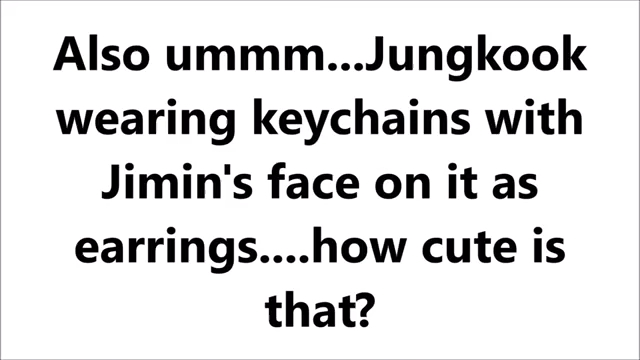 Also ummm...Jungkook
wearing keychains with
Jimin's face on it as
earrings....how cute is
that?